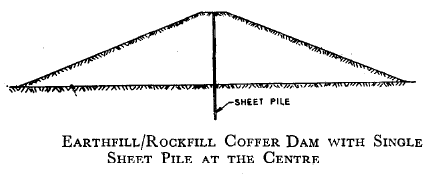 SHEET PILE
EARTHFILL/ROCKFILL COFFER DAM WITH SINGLE
SHEET PILE AT THE CENTRE